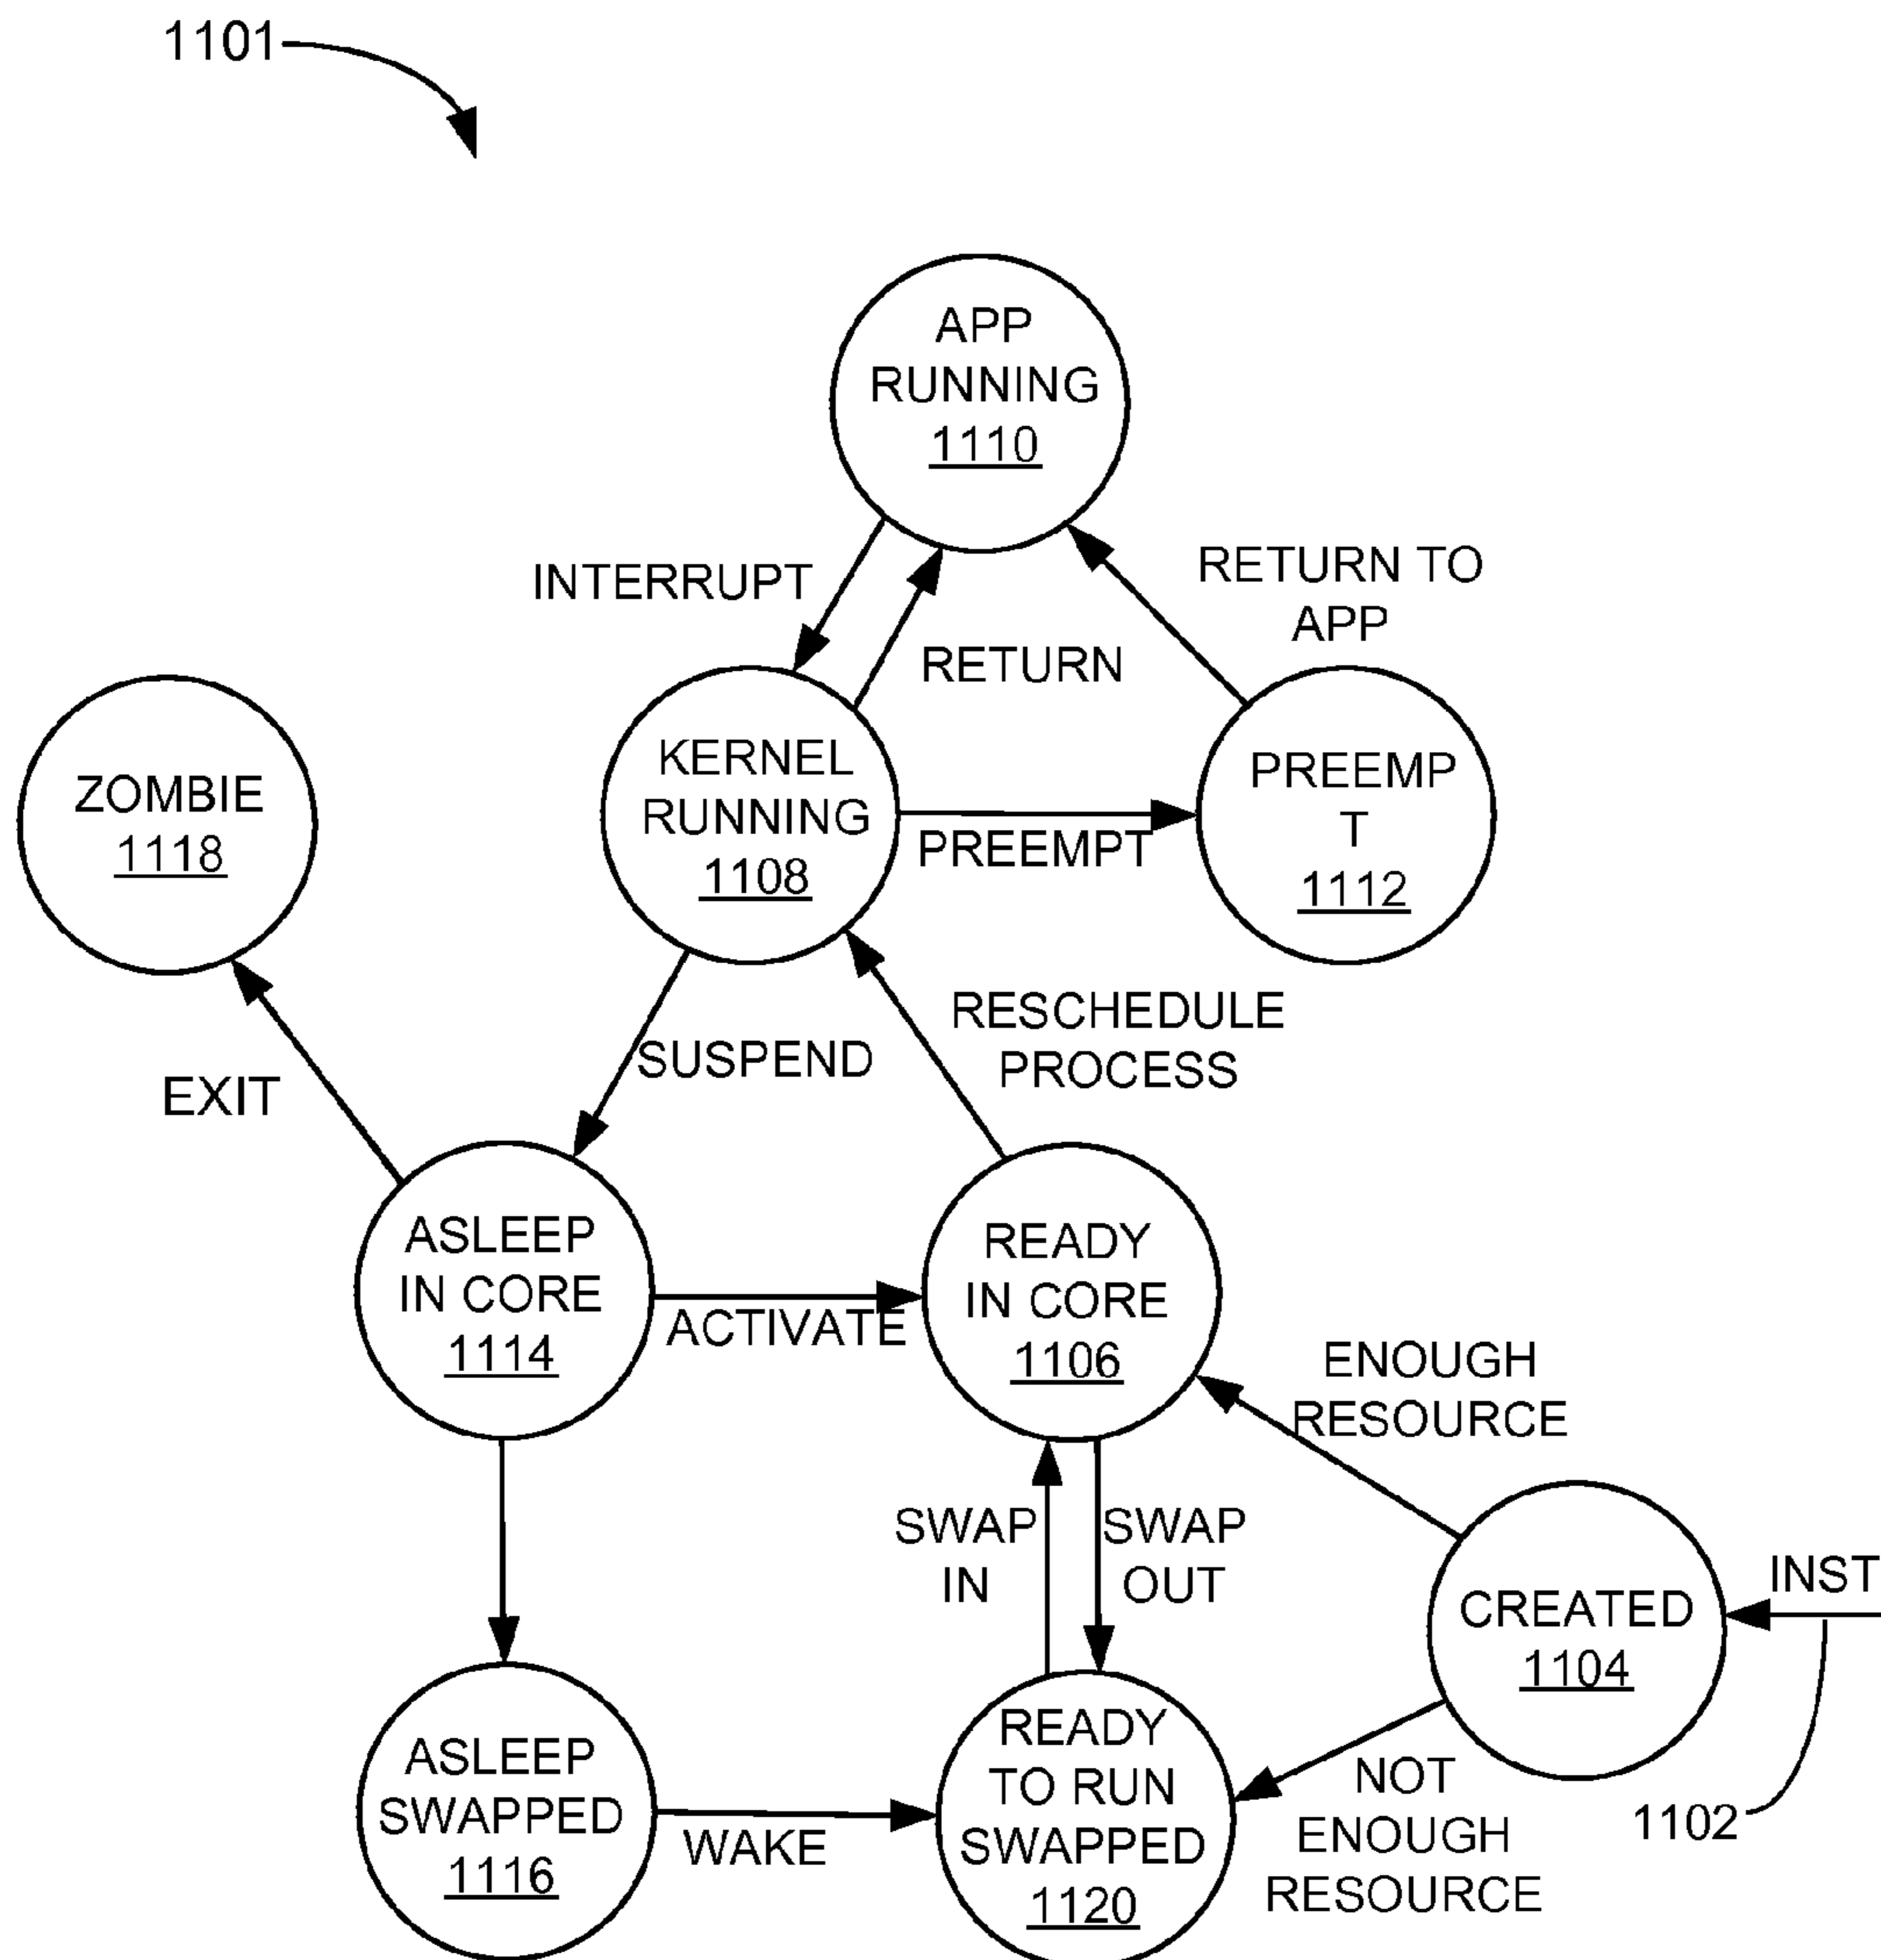 1101
APP
RUNNING
1110
INTERRUPT
RETURN
RETURN TO
APP
ZOMBIE
1118
KERNEL
RUNNING
1108
PREEMPT
PREEMP
T
1112
EXIT
SUSPEND
RESCHEDULE
PROCESS
ASLEEP
IN CORE
1114
ACTIVATE
READY
IN CORE
1106
ENOUGH
RESOURCE
SWAP
IN
SWAP
OUT
CREATED
1104
INST
1102
ASLEEP
SWAPPED
1116
WAKE
READY
TO RUN
SWAPPED
1120
NOT
ENOUGH
RESOURCE